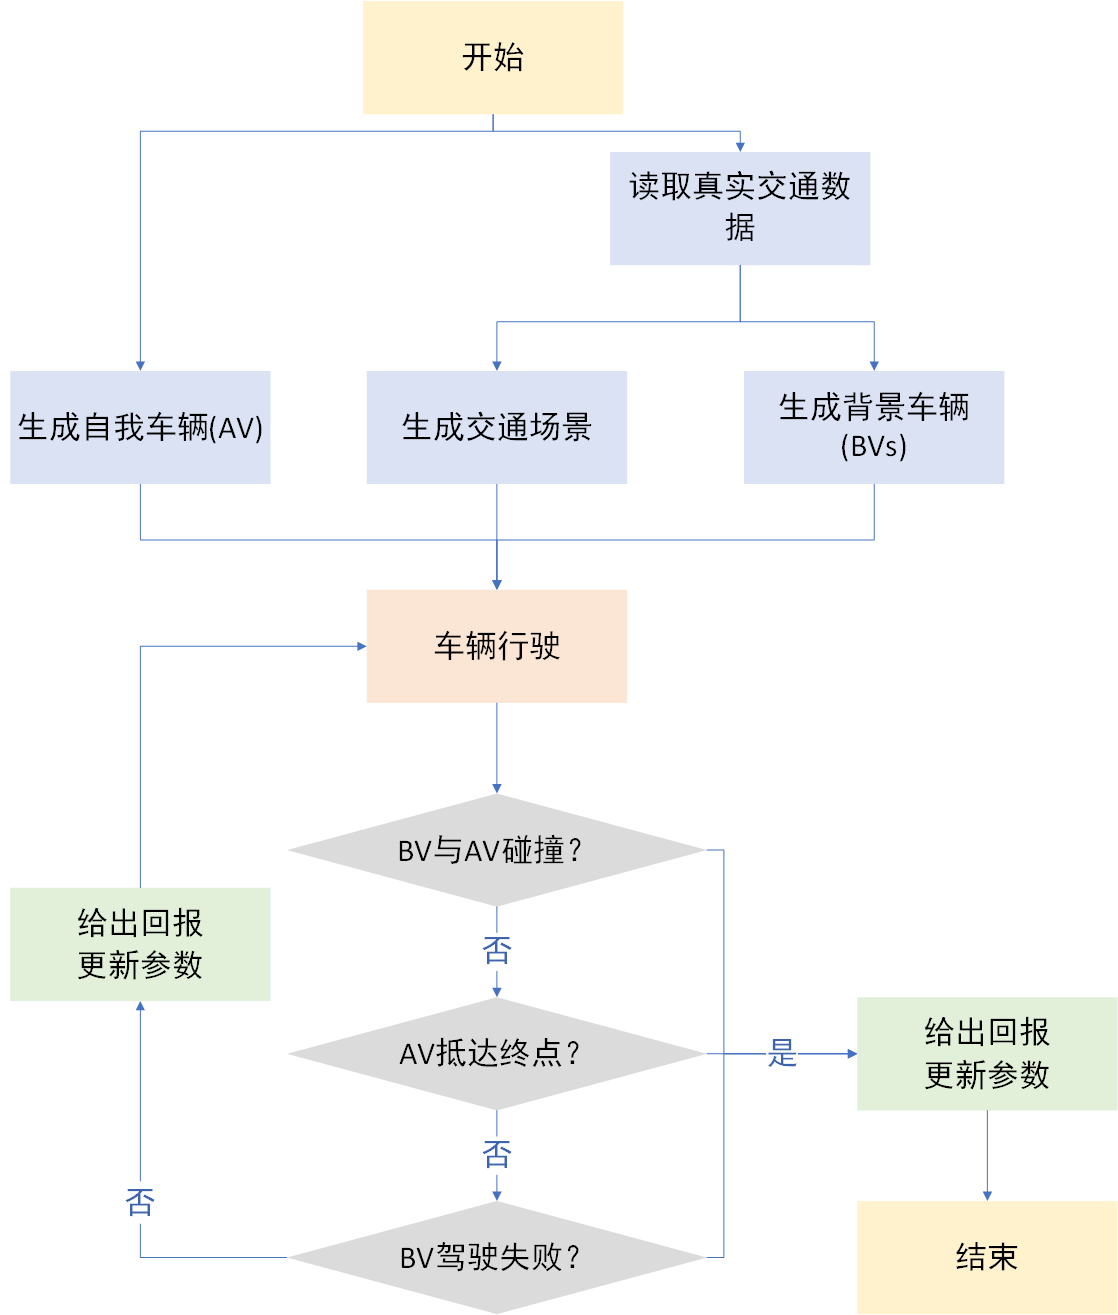 开始
读取真实交通数
据
生成自我车辆(AV)
生成交通场景
生成背景车辆
(BVs)
车辆行驶
BV与AV碰撞？
否
给出回报
更新参数
AV抵达终点？
是
给出回报
更新参数
否
否
BV驾驶失败？
结束